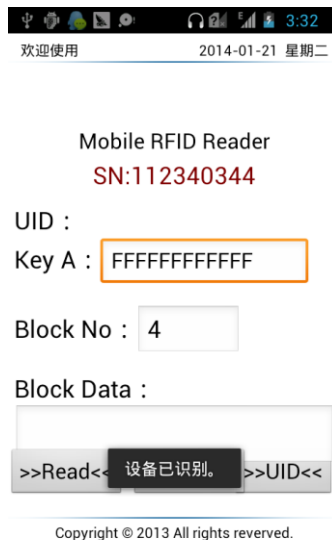 3:32
欢迎使用 2014-01-21 星期二
Mobile RFID Reader
SN:112340344
UID :
Key A : FFFFFFFFFFFF
Block No : 4
Block Data :
>>Read<< 设备已识别。 >>UID<<
Copyright © 2013 All rights reverved.